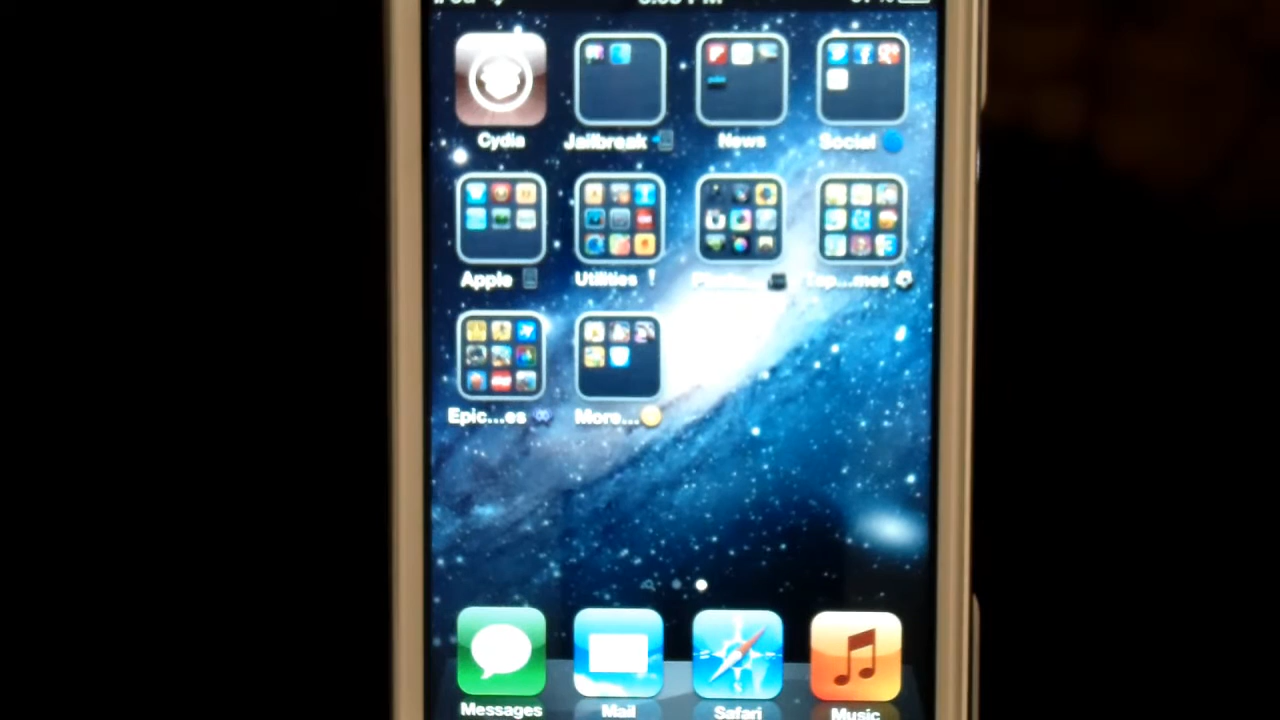 Cydia Jailbreak News Social
Apple Utilities
Epic...es More...
Messages Mail Safari Music